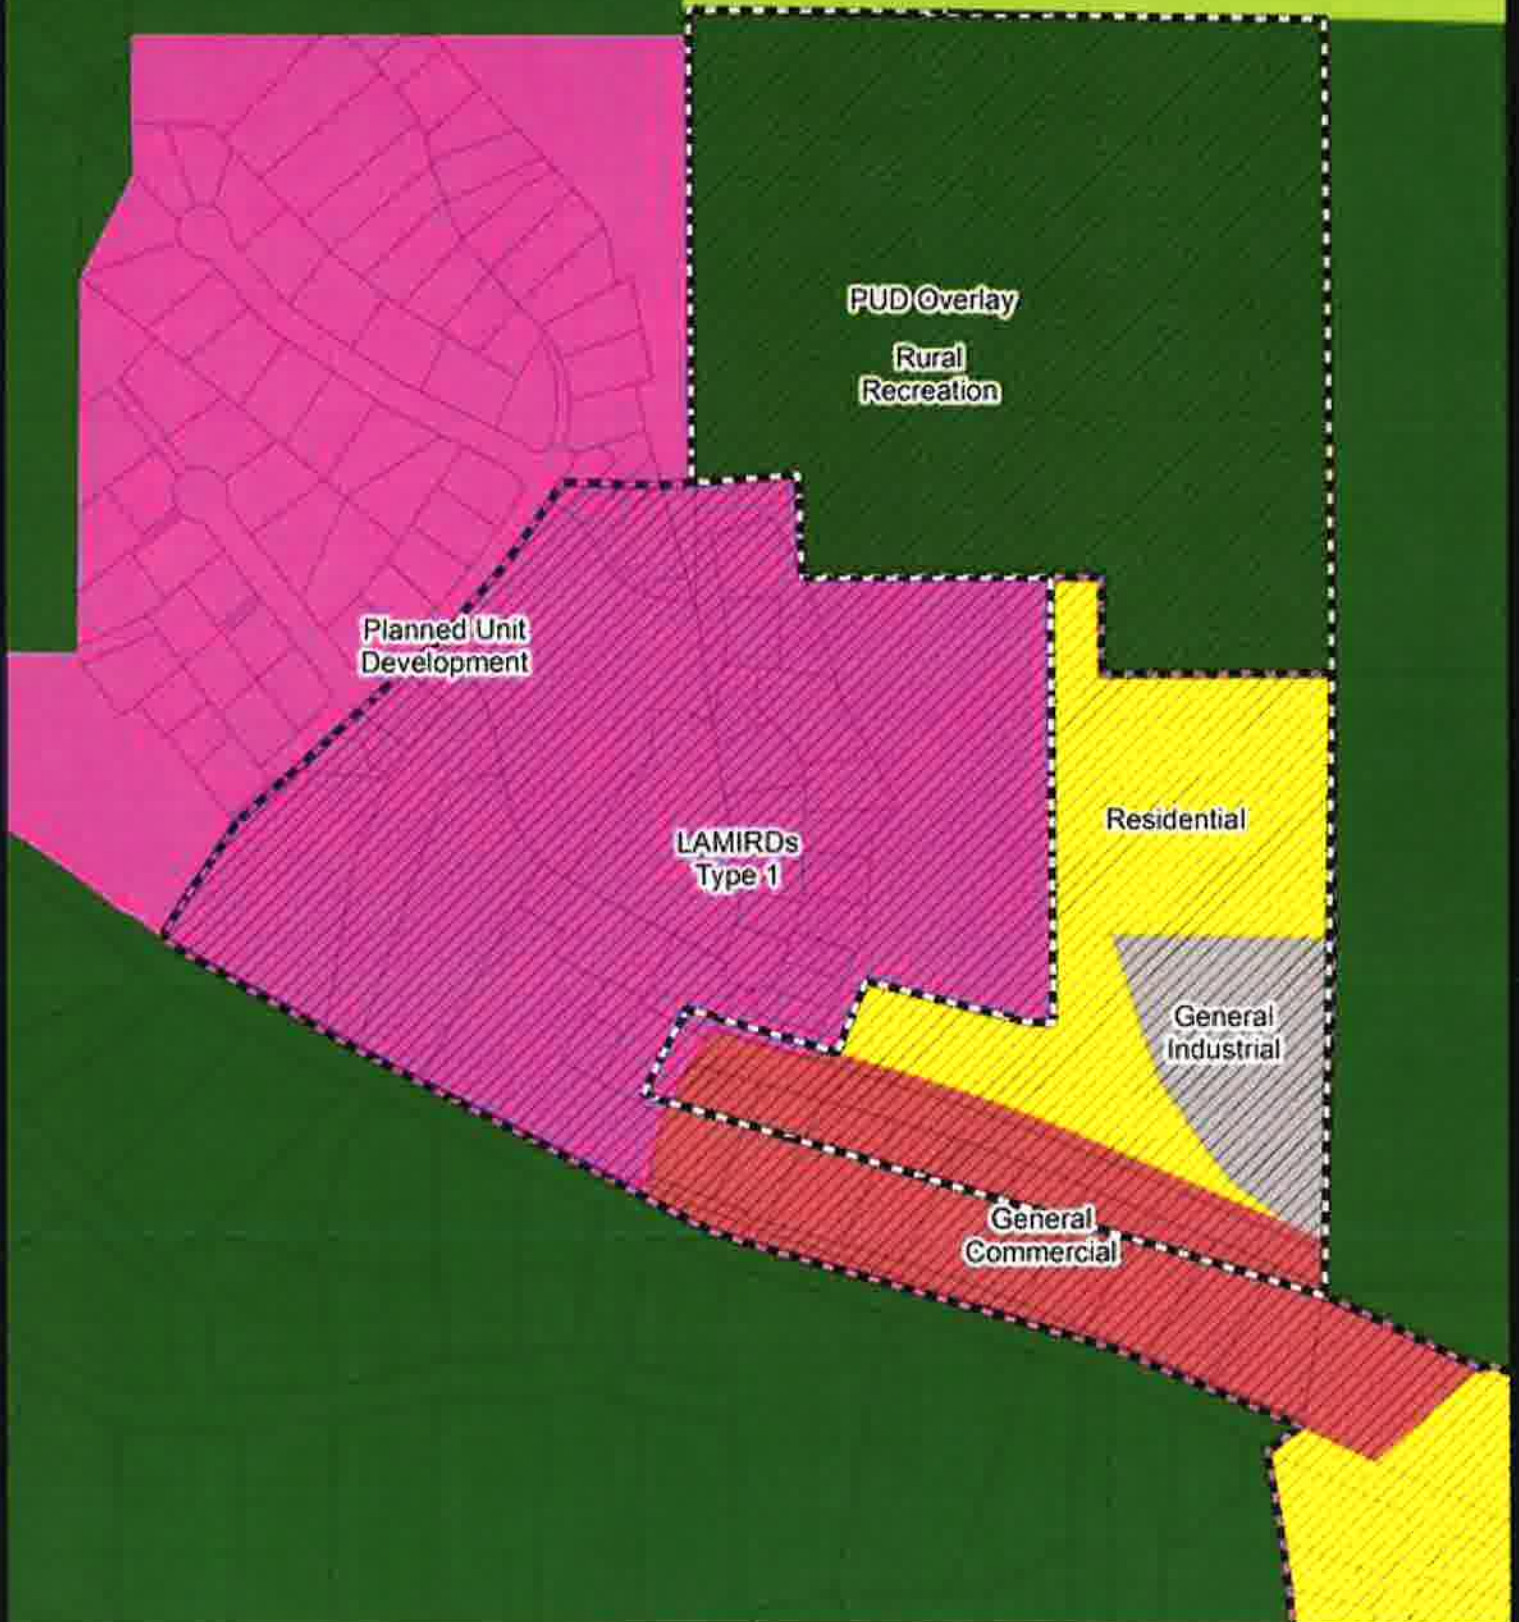 PUD Overlay
Rural
Recreation
Planned Unit
Development
Residential
LAMIRDs
Type 1
General
Industrial
General
Commercial